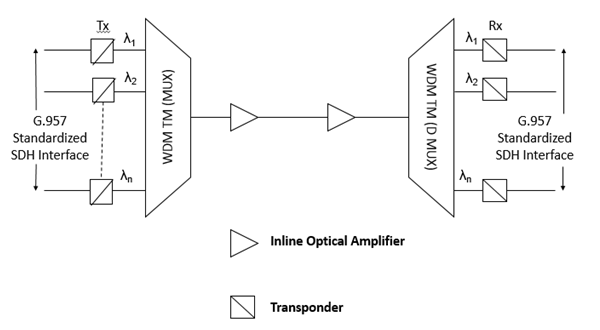 Tx
Rx
λ1
λ1
λ2
λ2
WDM TM (MUX)
WDM TM (D MUX)
G.957
Standardized
SDH Interface
G.957
Standardized
SDH Interface
λn
λn
Inline Optical Amplifier
Transponder